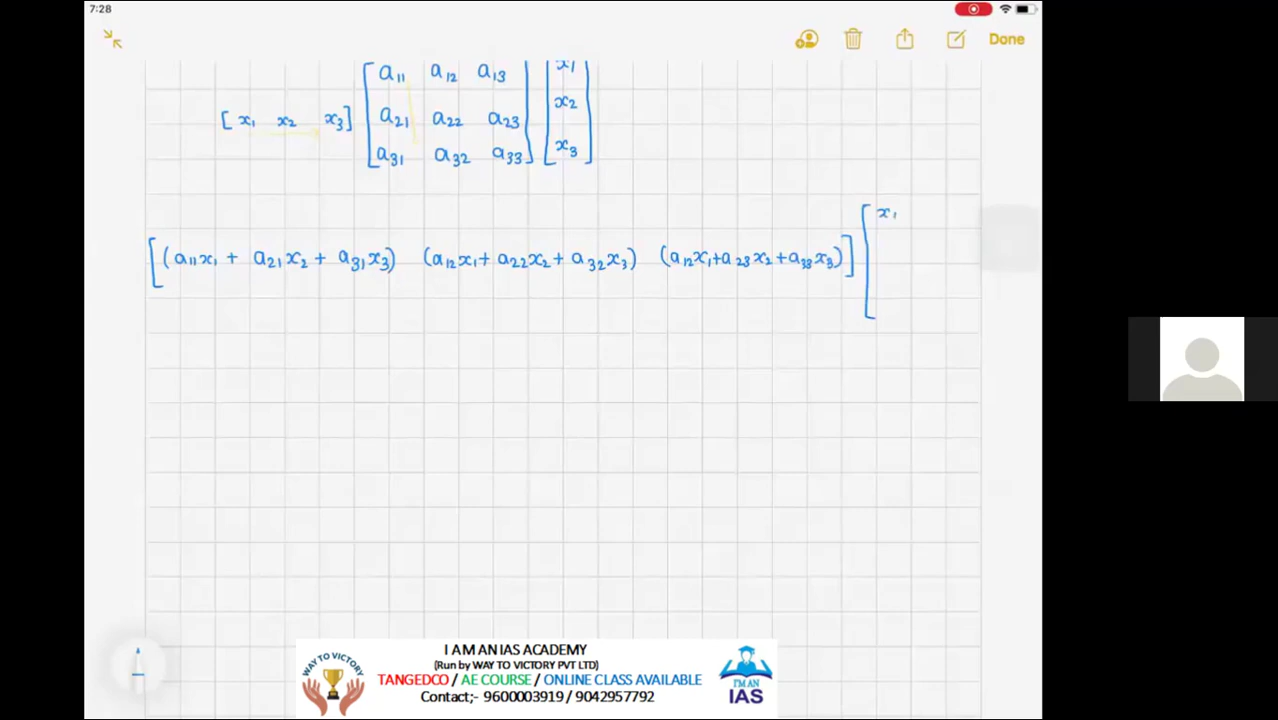 7:28
Done
a11 a12 a13 x1
[ x1 x2 x3 ] a21 a22 a23 x2
a31 a32 a33 x3
x1
[(a11x1 + a21x2 + a31x3) (a12x1+ a22x2+ a32x3) (a12x1+a23x2+a33x3)]
I AM AN IAS ACADEMY
(Run by WAY TO VICTORY PVT LTD)
TANGEDCO / AE COURSE / ONLINE CLASS AVAILABLE
Contact;- 9600003919 / 9042957792
WAY TO VICTORY
I'M AN
IAS